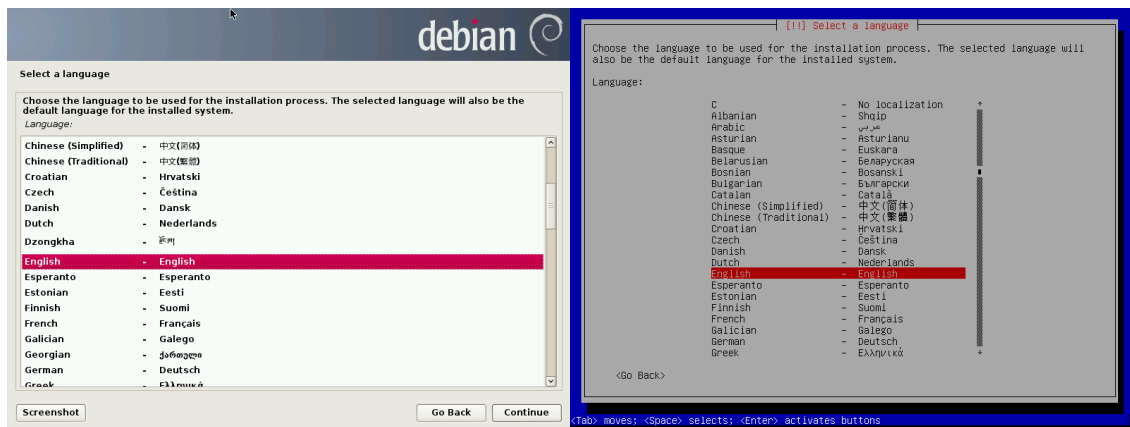 debian
Select a language
Choose the language to be used for the installation process. The selected language will also be the
default language for the installed system.
Language:
Chinese (Simplified) - 中文(简体)
Chinese (Traditional) - 中文(繁體)
Croatian - Hrvatski
Czech - Čeština
Danish - Dansk
Dutch - Nederlands
Dzongkha - རྫོང་ཁ།
English - English
Esperanto - Esperanto
Estonian - Eesti
Finnish - Suomi
French - Français
Galician - Galego
Georgian - ქართული
German - Deutsch
Greek - Ελληνικά
Screenshot
Go Back
Continue
[!!] Select a language
Choose the language to be used for the installation process. The selected language will
also be the default language for the installed system.
Language:
C - No localization
Albanian - Shqip
Arabic - عربي
Asturian - Asturianu
Basque - Euskara
Belarusian - Беларуская
Bosnian - Bosanski
Bulgarian - Български
Catalan - Català
Chinese (Simplified) - 中文(简体)
Chinese (Traditional) - 中文(繁體)
Croatian - Hrvatski
Czech - Čeština
Danish - Dansk
Dutch - Nederlands
English - English
Esperanto - Esperanto
Estonian - Eesti
Finnish - Suomi
French - Français
Galician - Galego
German - Deutsch
Greek - Ελληνικά
<Go Back>
<Tab> moves; <Space> selects; <Enter> activates buttons